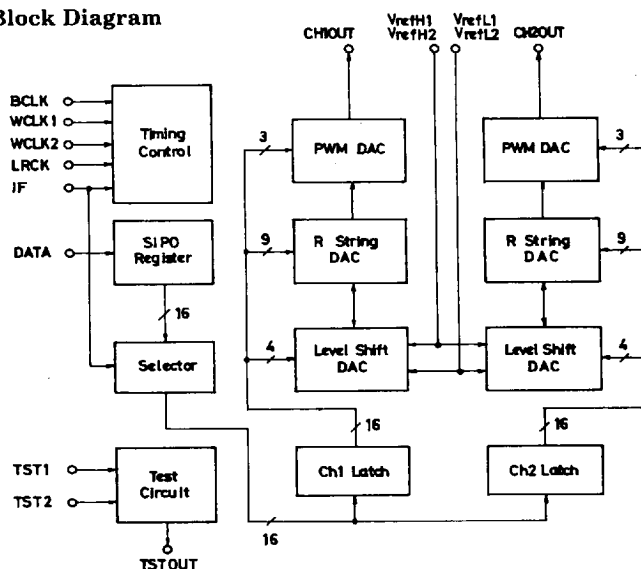 Block Diagram
CH1OUT
VrefH1
VrefH2
VrefL1
VrefL2
CH2OUT
BCLK
WCLK1
WCLK2
LRCK
IF
Timing
Control
3
PWM DAC
PWM DAC
3
DATA
SIPO
Register
9
R String
DAC
R String
DAC
9
16
Selector
4
Level Shift
DAC
Level Shift
DAC
4
16
16
Ch1 Latch
Ch2 Latch
TST1
TST2
Test
Circuit
16
TSTOUT